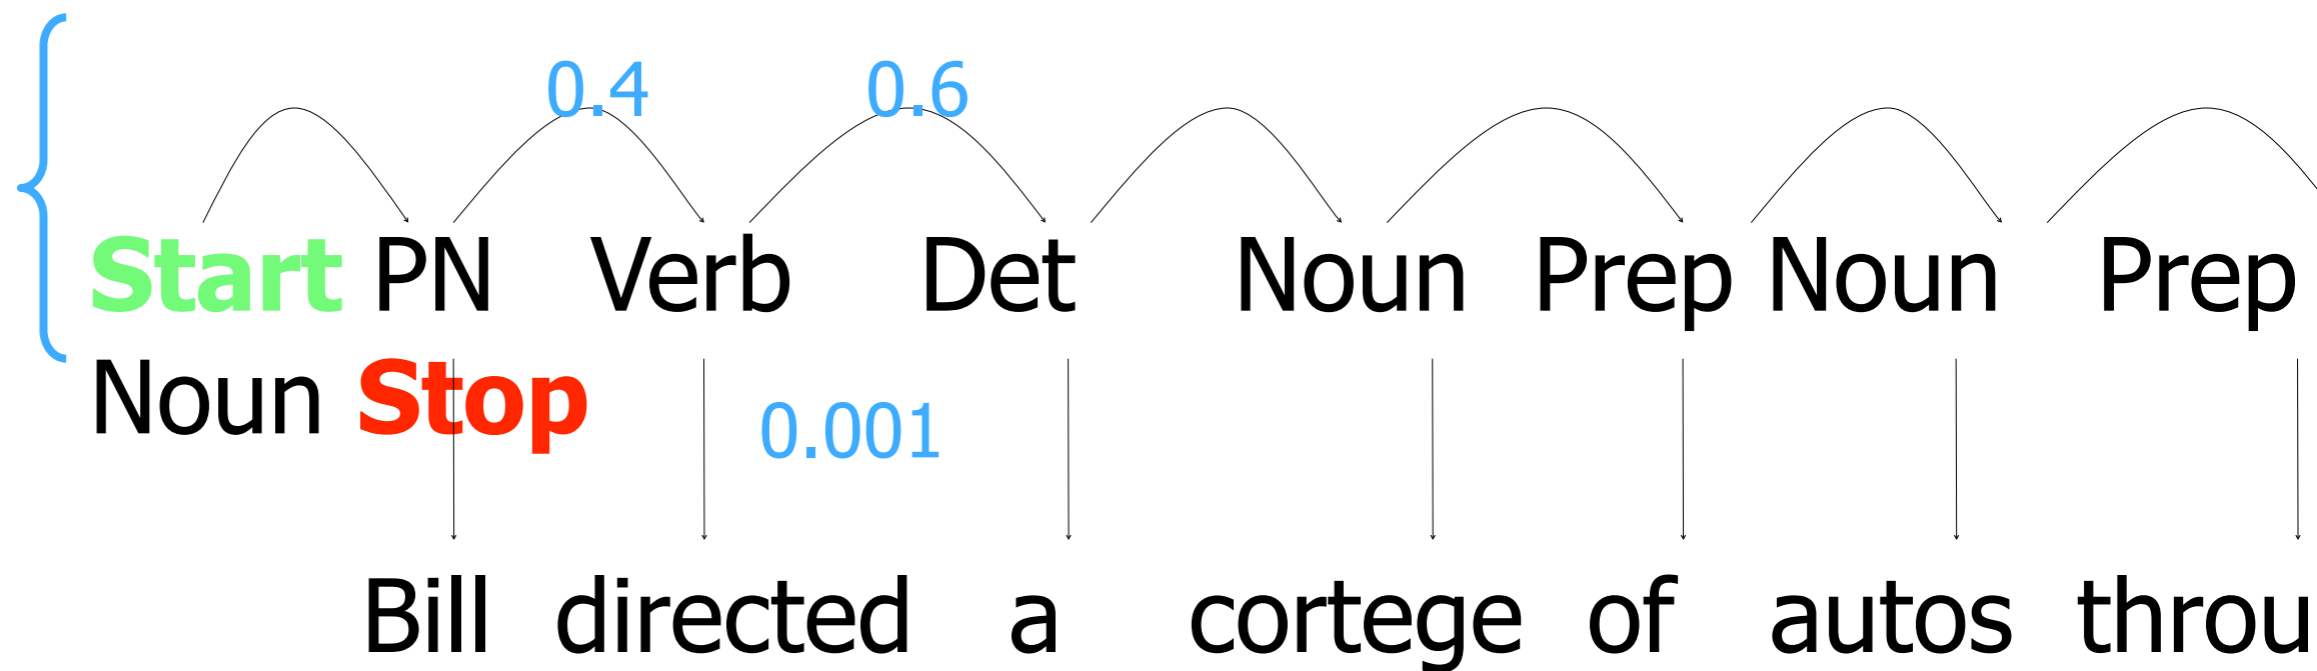 0.4 0.6
Start PN Verb Det Noun Prep Noun Prep
Noun Stop
0.001
Bill directed a cortege of autos throu